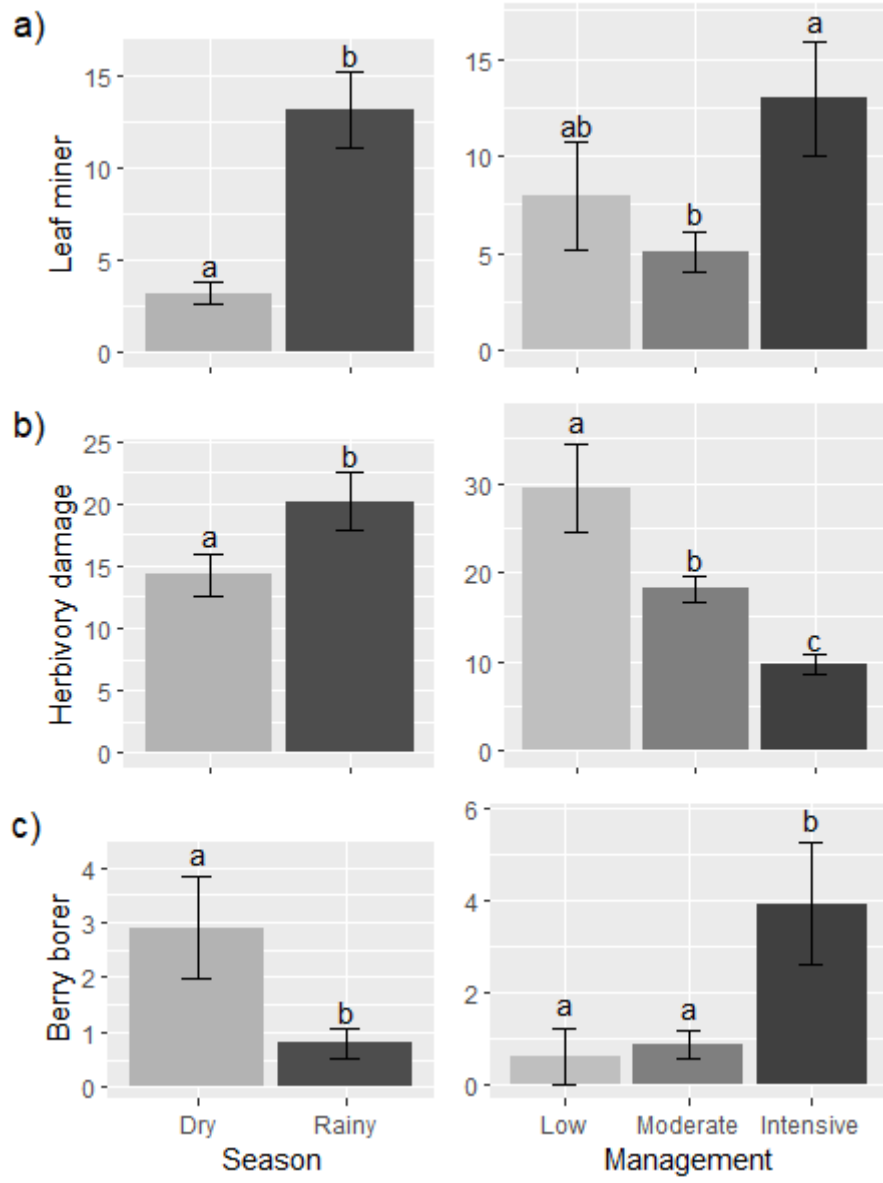 a)
Leaf miner
15
10
5
0
a
b
15
10
5
0
ab
b
a
b)
Herbivory damage
25
20
15
10
5
0
a
b
30
20
10
0
a
b
c
c)
Berry borer
4
3
2
1
0
a
b
6
4
2
0
a
a
b
Dry Rainy
Season
Low Moderate Intensive
Management